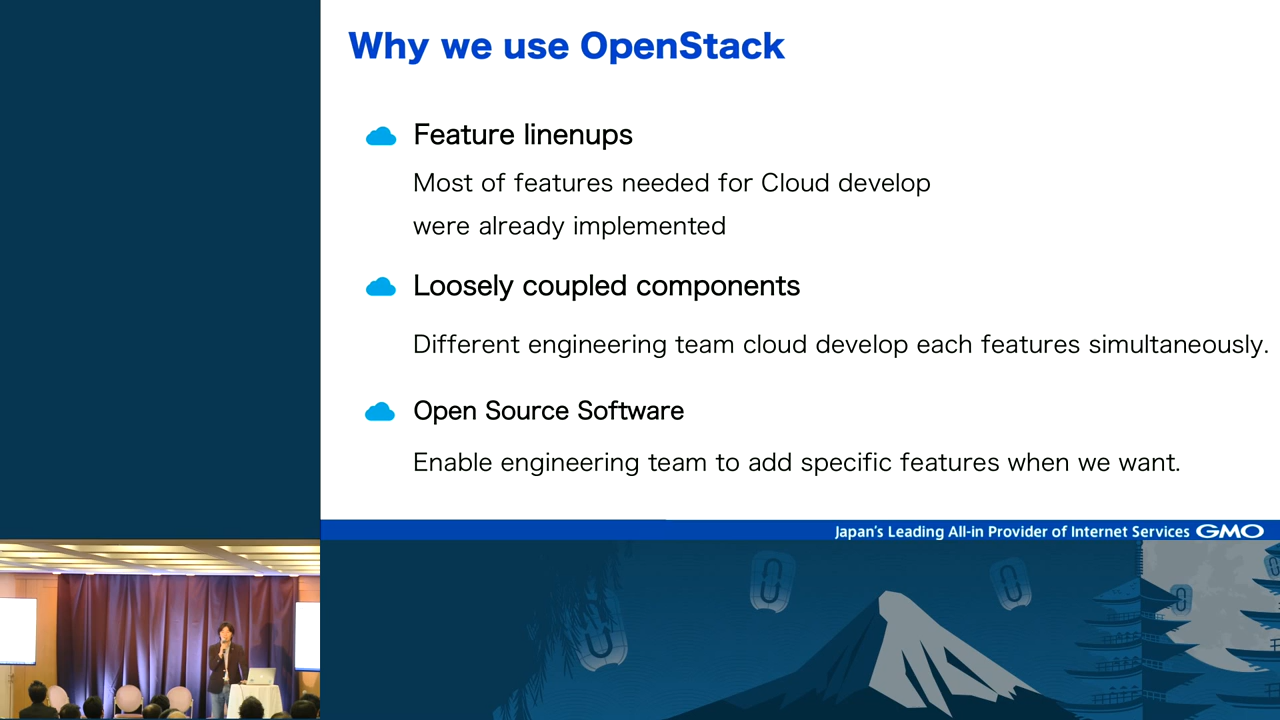 Why we use OpenStack
Feature linenups
Most of features needed for Cloud develop
were already implemented
Loosely coupled components
Different engineering team cloud develop each features simultaneously.
Open Source Software
Enable engineering team to add specific features when we want.
Japan's Leading All-in Provider of Internet Services GMO